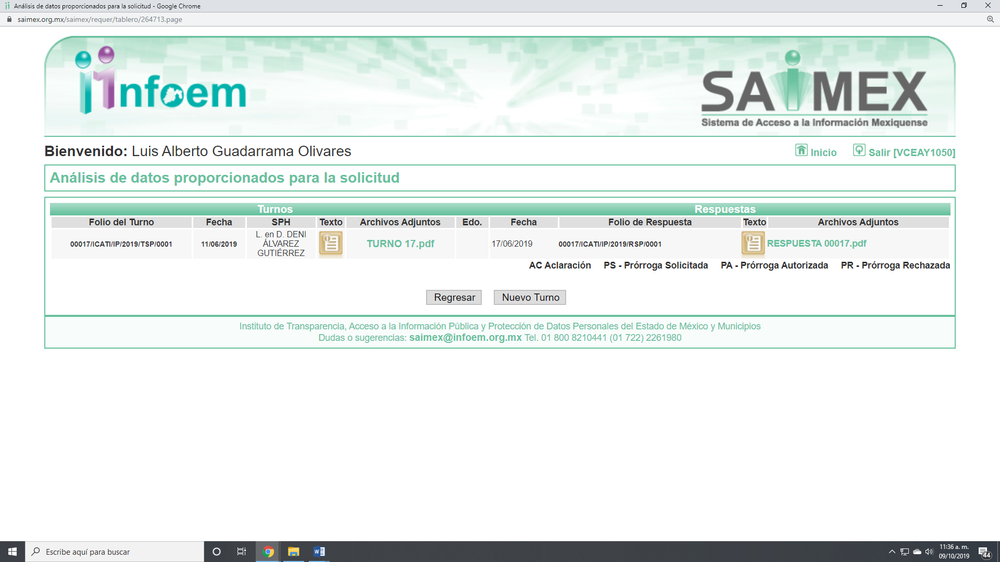 Análisis de datos proporcionados para la solicitud - Google Chrome
saimex.org.mx/saimex/requer/tablero/264713.page
infoem
SAIMEX
Sistema de Acceso a la Información Mexiquense
Bienvenido: Luis Alberto Guadarrama Olivares
Inicio Salir [VCEAY1050]
Análisis de datos proporcionados para la solicitud
Turnos Respuestas
Folio del Turno Fecha SPH Texto Archivos Adjuntos Edo. Fecha Folio de Respuesta Texto Archivos Adjuntos
00017/ICATI/IP/2019/TSP/0001 11/06/2019 L. en D. DENI ÁLVAREZ GUTIÉRREZ TURNO 17.pdf 17/06/2019 00017/ICATI/IP/2019/RSP/0001 RESPUESTA 00017.pdf
AC Aclaración PS - Prórroga Solicitada PA - Prórroga Autorizada PR - Prórroga Rechazada
Regresar Nuevo Turno
Instituto de Transparencia, Acceso a la Información Pública y Protección de Datos Personales del Estado de México y Municipios
Dudas o sugerencias: saimex@infoem.org.mx Tel. 01 800 8210441 (01 722) 2261980
Escribe aquí para buscar
11:36 a. m.
09/10/2019
44